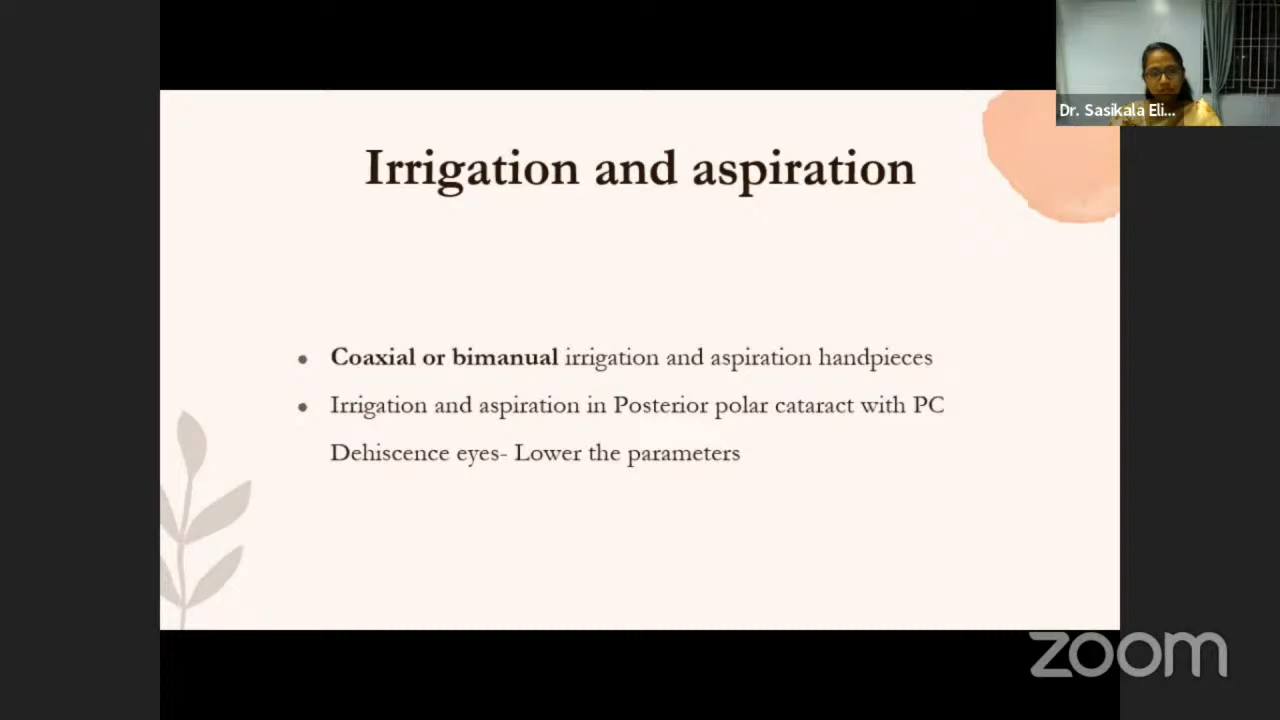 Dr. Sasikala Eli...
Irrigation and aspiration
● Coaxial or bimanual irrigation and aspiration handpieces
● Irrigation and aspiration in Posterior polar cataract with PC
Dehiscence eyes- Lower the parameters
zoom